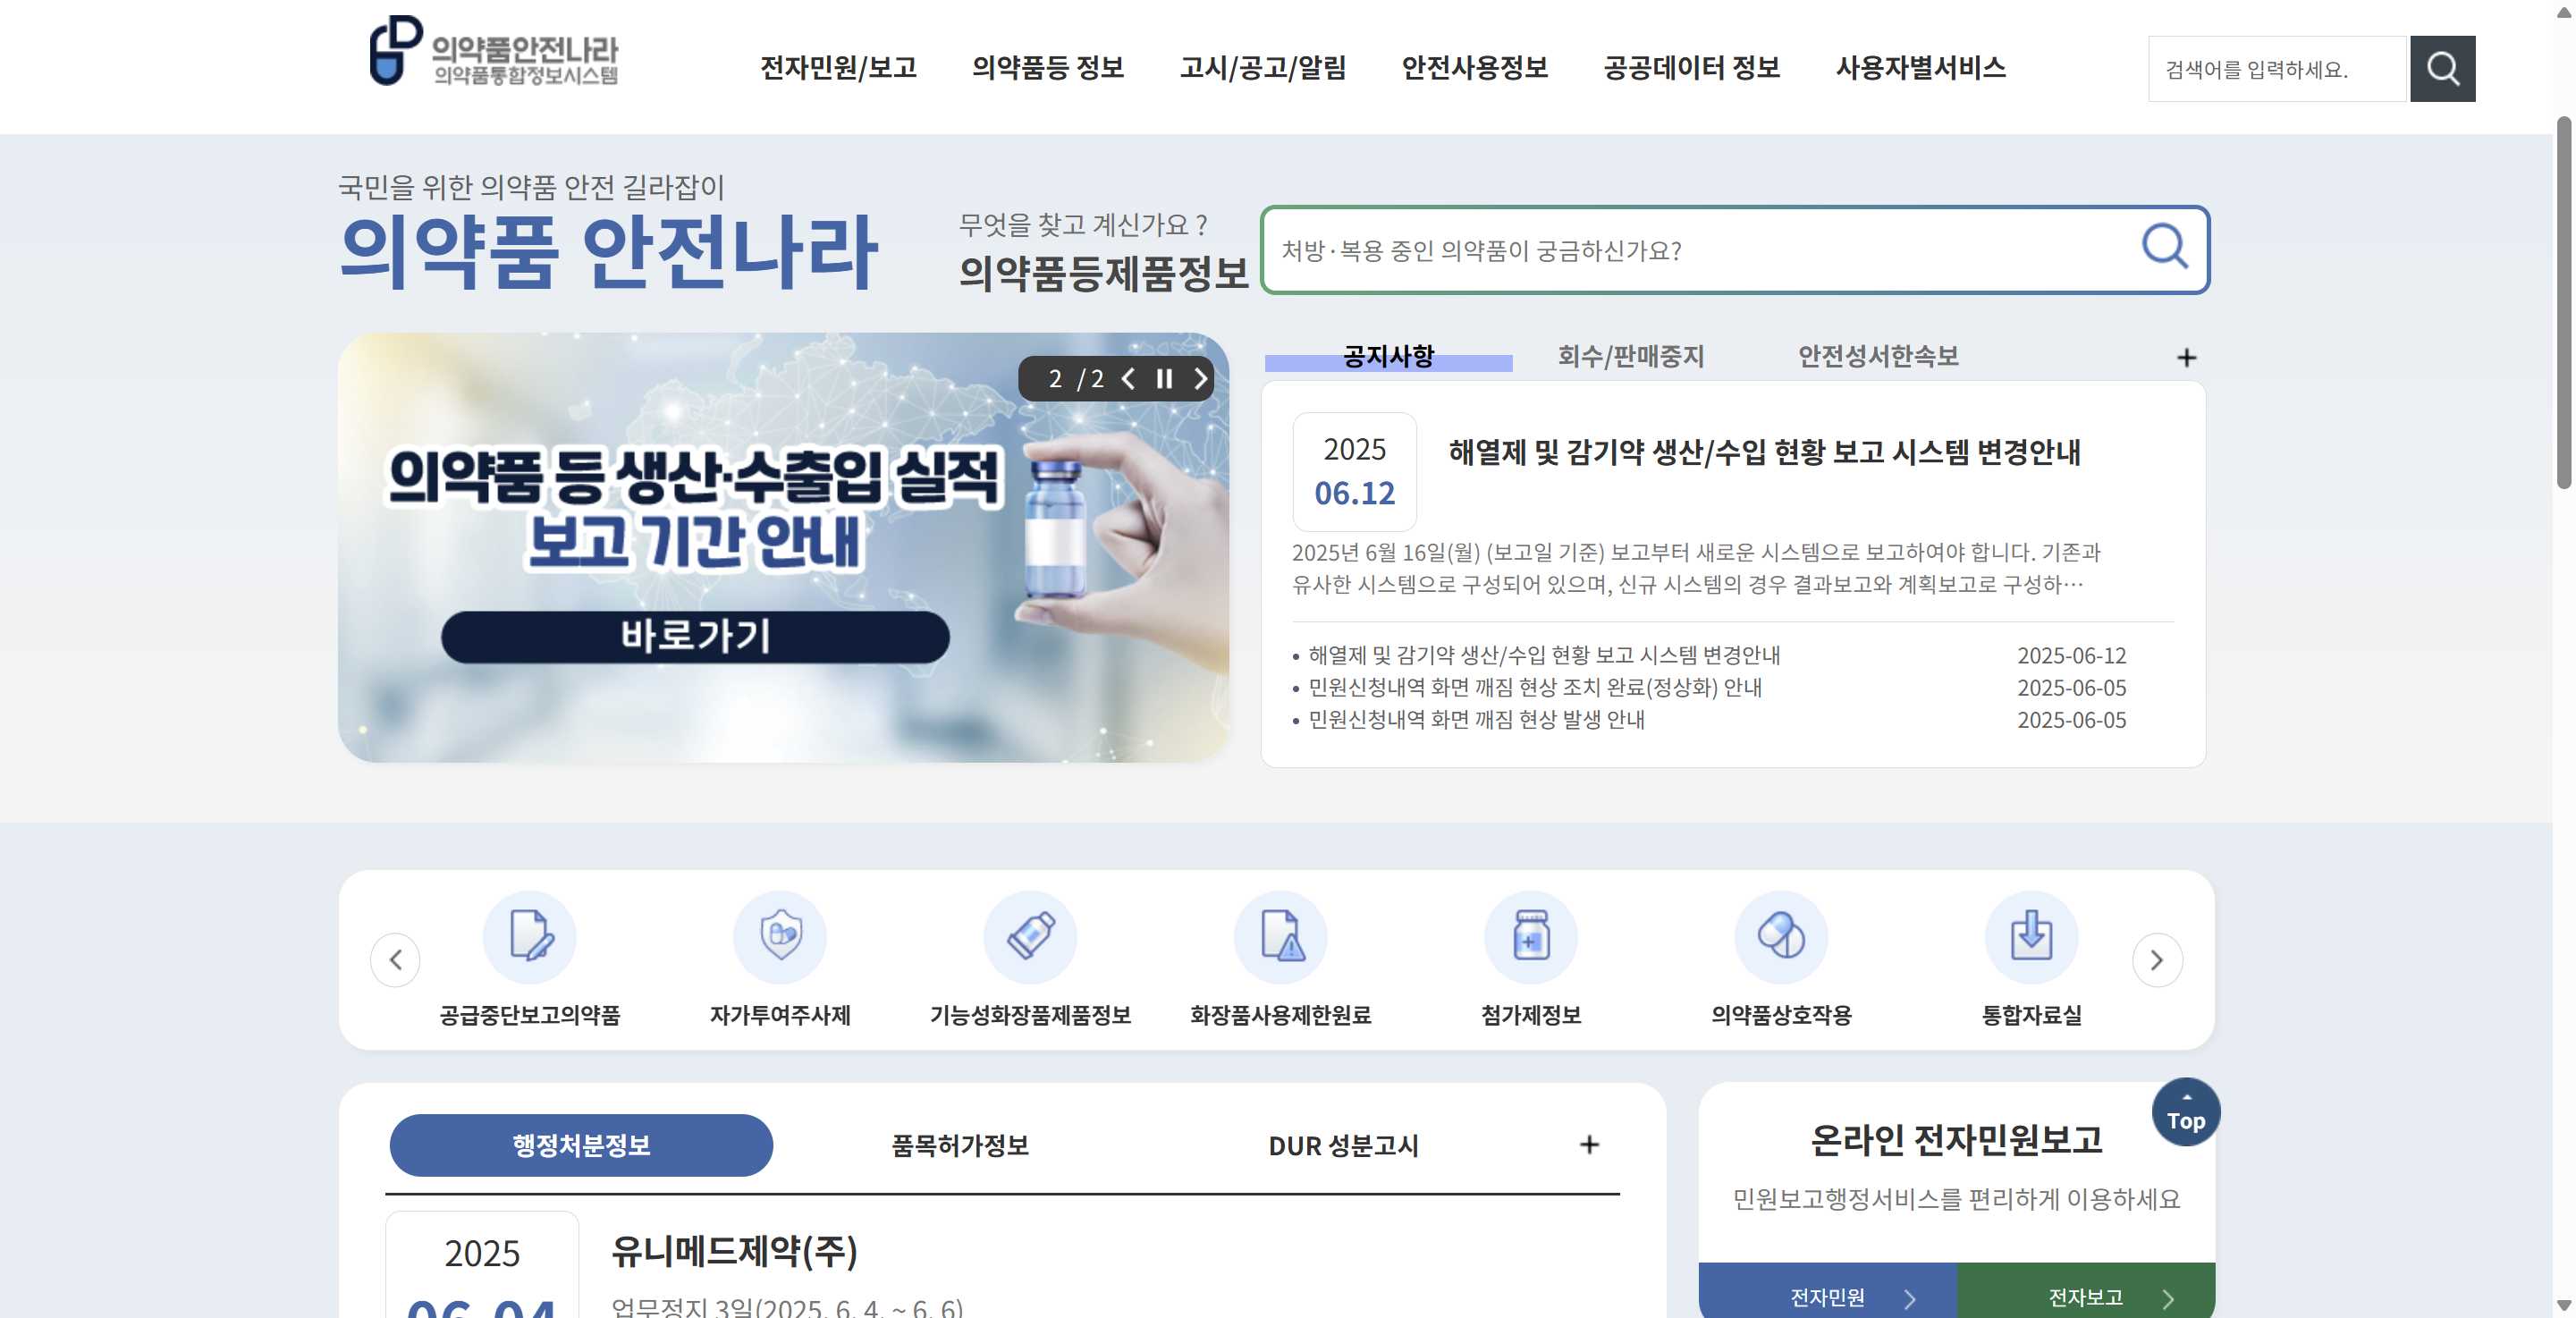 의약품안전나라
의약품통합정보시스템
전자민원/보고 의약품등 정보 고시/공고/알림 안전사용정보 공공데이터 정보 사용자별서비스
검색어를 입력하세요.
국민을 위한 의약품 안전 길라잡이
의약품 안전나라
무엇을 찾고 계신가요 ?
의약품등제품정보
처방·복용 중인 의약품이 궁금하신가요?
2 / 2
의약품 등 생산·수출입 실적
보고 기간 안내
바로가기
공지사항 회수/판매중지 안전성서한속보 +
2025
06.12
해열제 및 감기약 생산/수입 현황 보고 시스템 변경안내
2025년 6월 16일(월) (보고일 기준) 보고부터 새로운 시스템으로 보고하여야 합니다. 기존과
유사한 시스템으로 구성되어 있으며, 신규 시스템의 경우 결과보고와 계획보고로 구성하…
• 해열제 및 감기약 생산/수입 현황 보고 시스템 변경안내 2025-06-12
• 민원신청내역 화면 깨짐 현상 조치 완료(정상화) 안내 2025-06-05
• 민원신청내역 화면 깨짐 현상 발생 안내 2025-06-05
공급중단보고의약품 자가투여주사제 기능성화장품제품정보 화장품사용제한원료 첨가제정보 의약품상호작용 통합자료실
행정처분정보 품목허가정보 DUR 성분고시 +
2025
06.04
유니메드제약(주)
업무정지 3일(2025. 6. 4. ~ 6. 6)
Top
온라인 전자민원보고
민원보고행정서비스를 편리하게 이용하세요
전자민원 전자보고